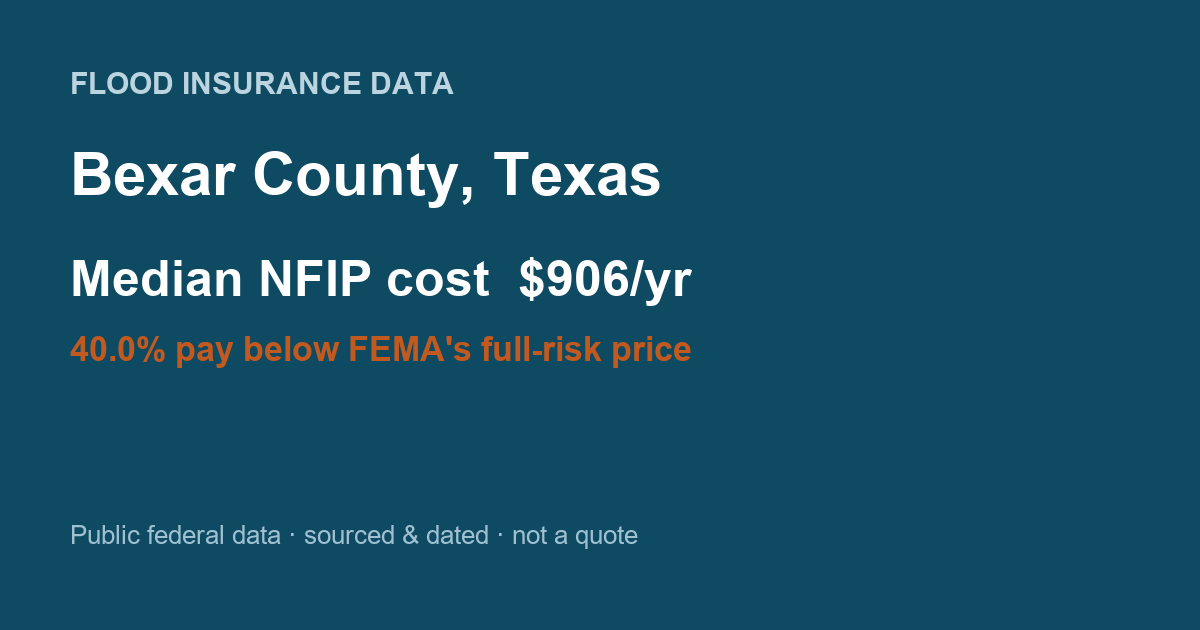 FLOOD INSURANCE DATA
Bexar County, Texas
Median NFIP cost  $906/yr
40.0% pay below FEMA's full-risk price
Public federal data · sourced & dated · not a quote